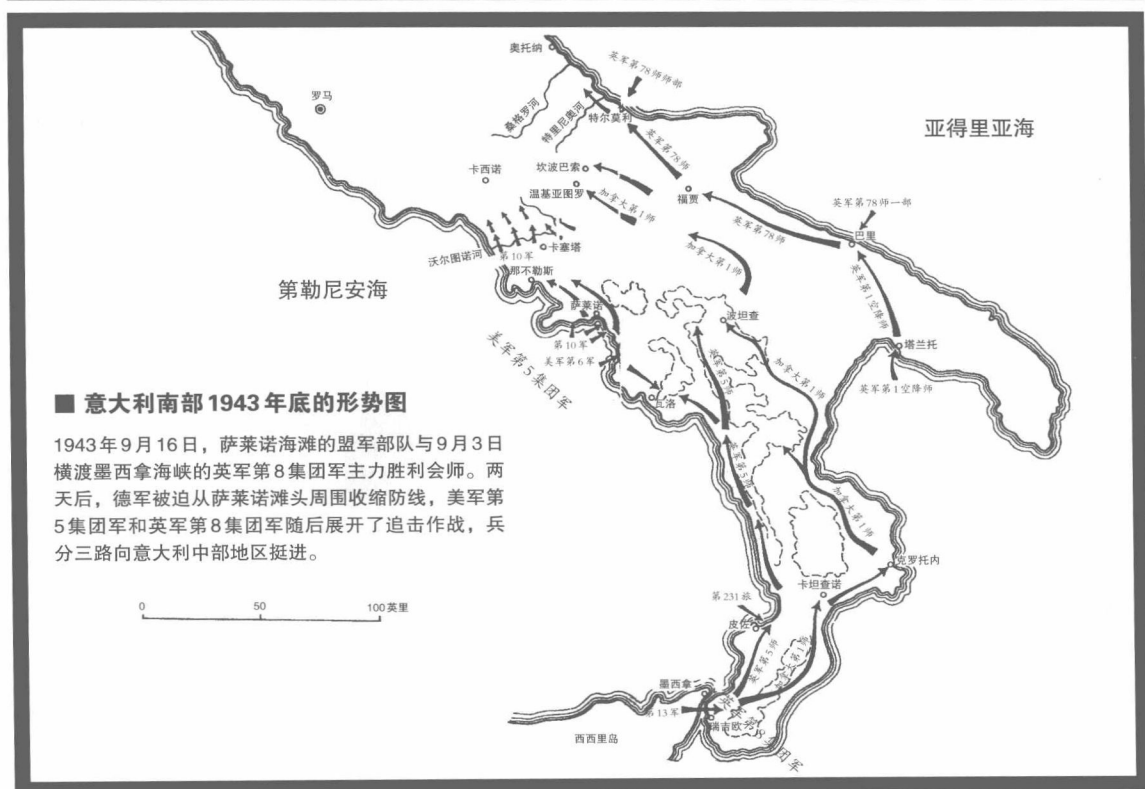 奥托纳
英军第78师师部
罗马
桑格罗河
特里尼奥河
特尔莫利
亚得里亚海
英军第78师
卡西诺
坎波巴索
温基亚图罗
加拿大第1师
福贾
英军第78师一部
英军第78师
巴里
沃尔图诺河
第10军
卡塞塔
加拿大第1师
那不勒斯
英军第1空降师
第勒尼安海
萨莱诺
波坦查
塔兰托
第10军
美军第6军
美军第5集团军
英军第5师
加拿大第1师
英军第1空降师
瓦洛
■ 意大利南部1943年底的形势图
1943年9月16日，萨莱诺海滩的盟军部队与9月3日
横渡墨西拿海峡的英军第8集团军主力胜利会师。两
天后，德军被迫从萨莱诺滩头周围收缩防线，美军第
5集团军和英军第8集团军随后展开了追击作战，兵
分三路向意大利中部地区挺进。
英军第5师
加拿大第1师
克罗托内
0 50 100英里
卡坦查诺
第231旅
皮佐
英军第5师
加拿大第1师
墨西拿
第13军
瑞吉欧
西西里岛
英军第8集团军